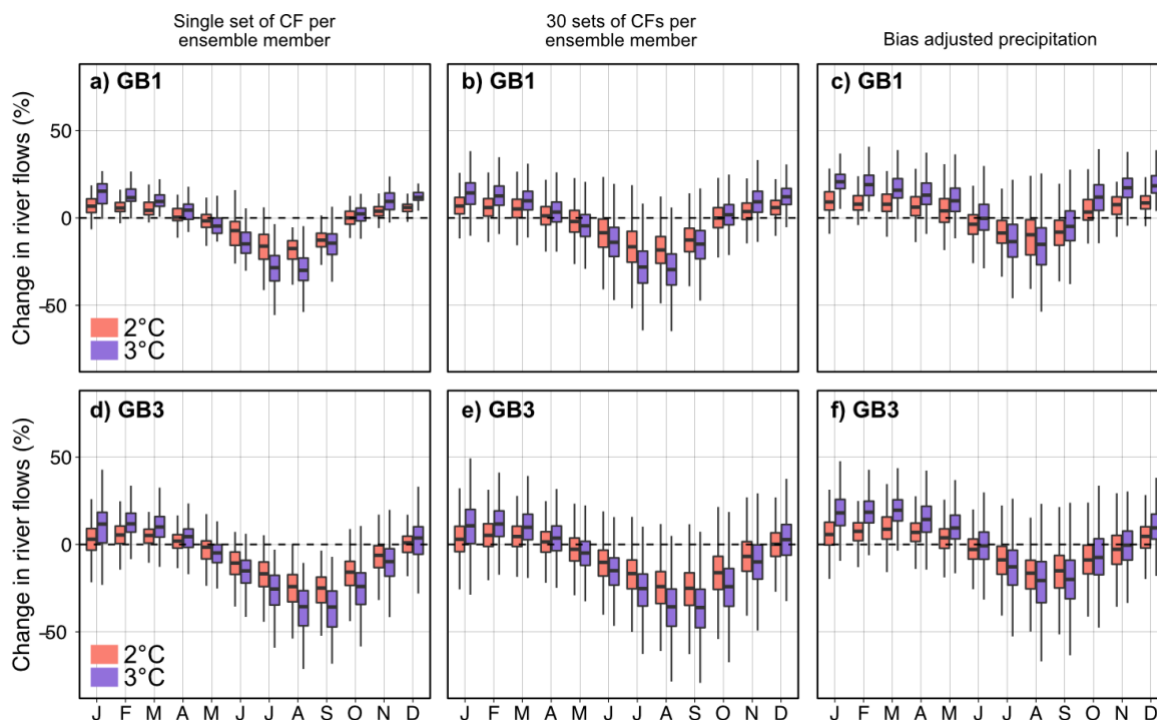 Single set of CF per
ensemble member
30 sets of CFs per
ensemble member
Bias adjusted precipitation
a) GB1
b) GB1
c) GB1
Change in river flows (%)
50
0
-50
2°C
3°C
d) GB3
e) GB3
f) GB3
Change in river flows (%)
50
0
-50
2°C
3°C
J F M A M J J A S O N D
J F M A M J J A S O N D
J F M A M J J A S O N D